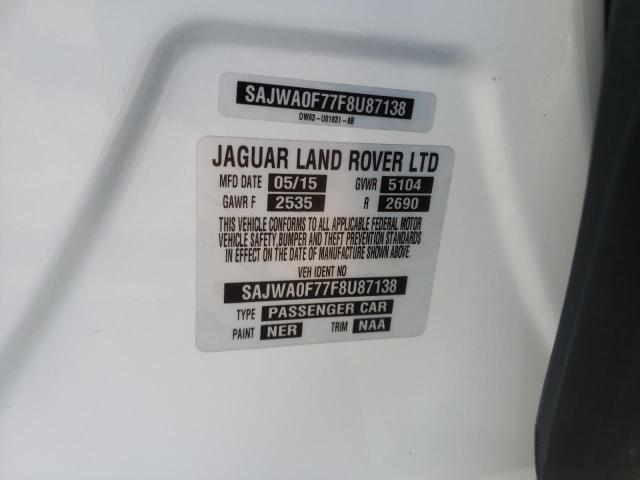 SAJWA0F77F8U87138
DW93-U01631-AB
JAGUAR LAND ROVER LTD
MFD DATE 05/15 GVWR 5104
GAWR F 2535 R 2690
THIS VEHICLE CONFORMS TO ALL APPLICABLE FEDERAL MOTOR
VEHICLE SAFETY,BUMPER AND THEFT PREVENTION STANDARDS
IN EFFECT ON THE DATE OF MANUFACTURE SHOWN ABOVE.
VEH IDENT NO
SAJWA0F77F8U87138
TYPE PASSENGER CAR
PAINT NER TRIM NAA